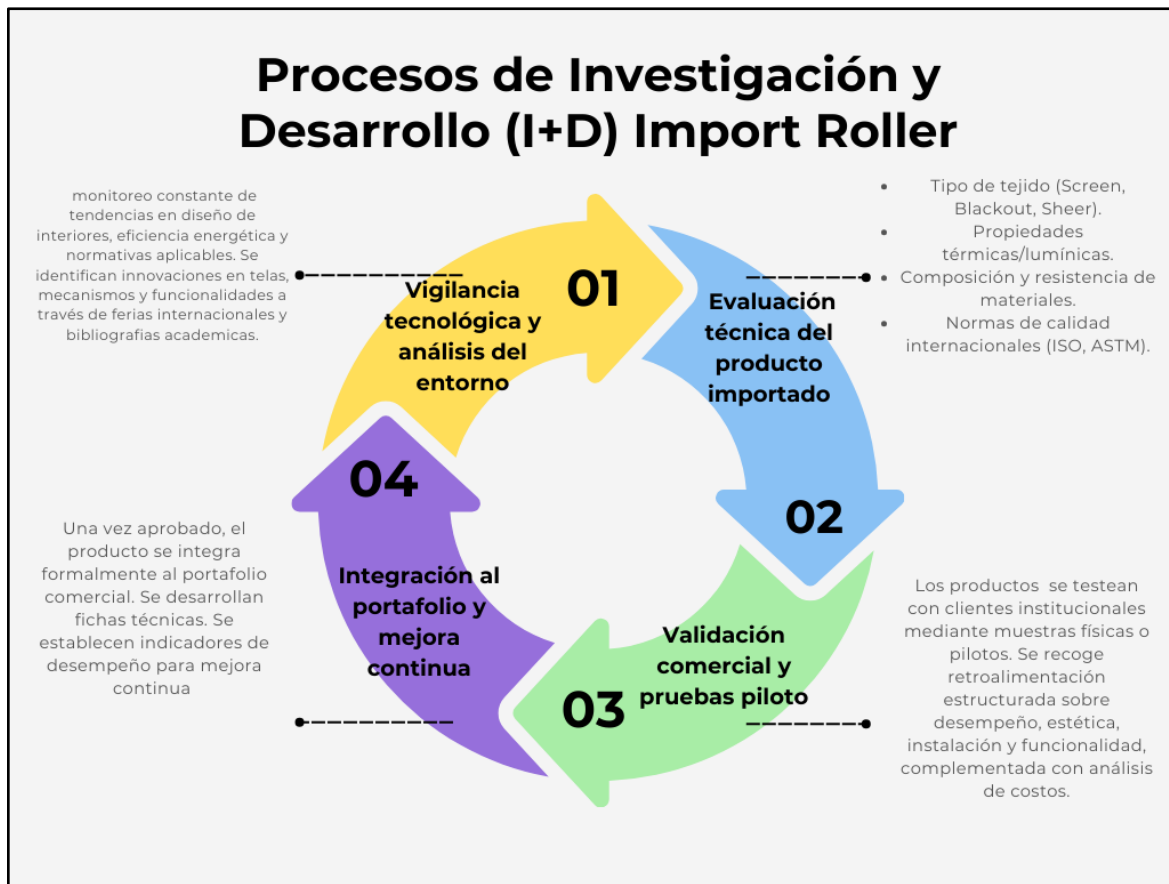 Procesos de Investigación y
Desarrollo (I+D) Import Roller
monitoreo constante de
tendencias en diseño de
interiores, eficiencia energética y
normativas aplicables. Se
identifican innovaciones en telas,
mecanismos y funcionalidades a
través de ferias internacionales y
bibliografias academicas.
01
Vigilancia
tecnológica y
análisis del
entorno
• Tipo de tejido (Screen,
Blackout, Sheer).
• Propiedades
térmicas/lumínicas.
• Composición y resistencia de
materiales.
• Normas de calidad
internacionales (ISO, ASTM).
Evaluación
técnica del
producto
importado
02
Los productos se testean
con clientes institucionales
mediante muestras físicas o
pilotos. Se recoge
retroalimentación
estructurada sobre
desempeño, estética,
instalación y funcionalidad,
complementada con análisis
de costos.
Validación
comercial y
pruebas piloto
03
Una vez aprobado, el
producto se integra
formalmente al portafolio
comercial. Se desarrollan
fichas técnicas. Se
establecen indicadores de
desempeño para mejora
continua
04
Integración al
portafolio y
mejora
continua